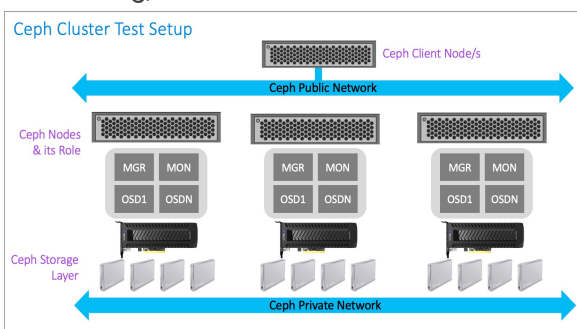 Ceph Cluster Test Setup
Ceph Client Node/s
Ceph Public Network
Ceph Nodes
& its Role
MGR MON
OSD1 OSDN
MGR MON
OSD1 OSDN
MGR MON
OSD1 OSDN
Ceph Storage
Layer
Ceph Private Network